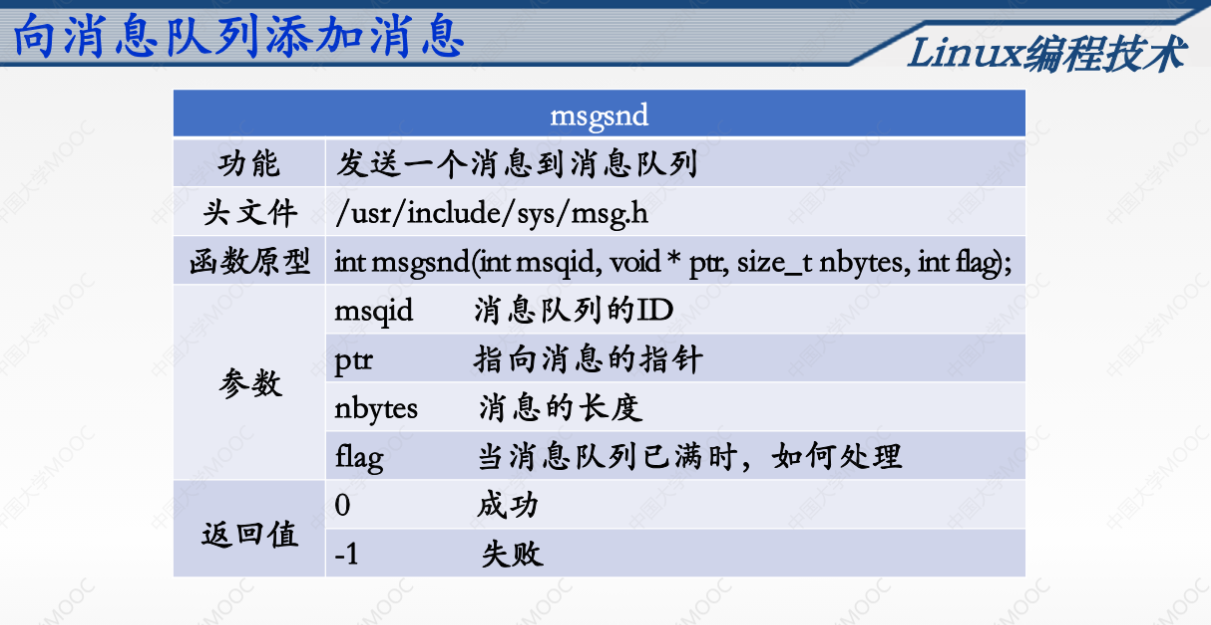 向消息队列添加消息
Linux编程技术
msgsnd
功能 发送一个消息到消息队列
头文件 /usr/include/sys/msg.h
函数原型 int msgsnd(int msqid, void * ptr, size_t nbytes, int flag);
参数
msqid 消息队列的ID
ptr 指向消息的指针
nbytes 消息的长度
flag 当消息队列已满时，如何处理
返回值
0 成功
-1 失败
中国大学MOOC